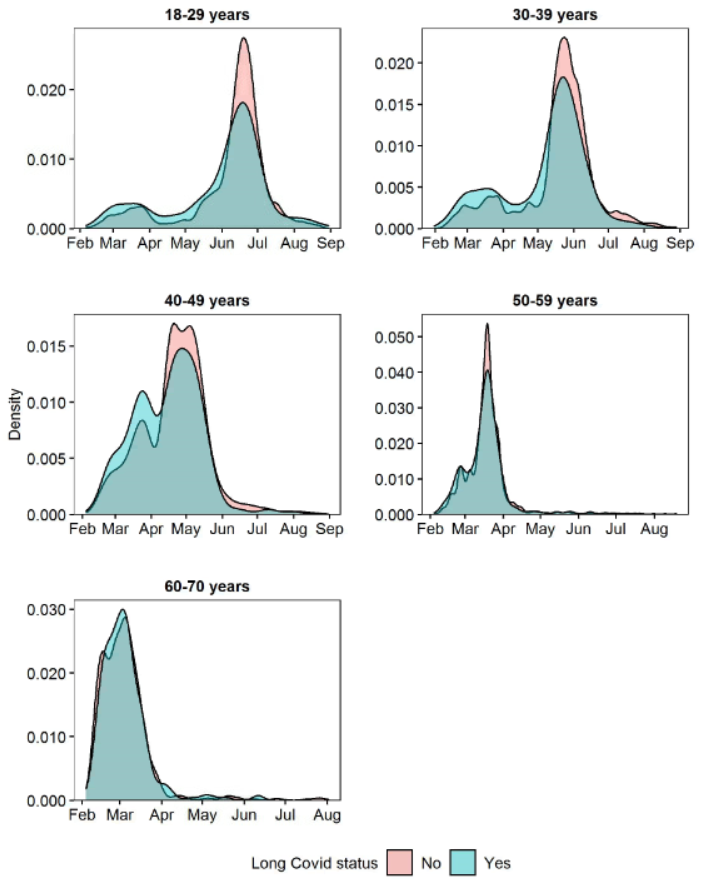 18-29 years
30-39 years
0.020
0.010
0.000
Feb Mar Apr May Jun Jul Aug Sep
0.020
0.015
0.010
0.005
0.000
Feb Mar Apr May Jun Jul Aug Sep
40-49 years
50-59 years
Density
0.015
0.010
0.005
0.000
Feb Mar Apr May Jun Jul Aug Sep
0.050
0.040
0.030
0.020
0.010
0.000
Feb Mar Apr May Jun Jul Aug
60-70 years
0.030
0.020
0.010
0.000
Feb Mar Apr May Jun Jul Aug
Long Covid status No Yes